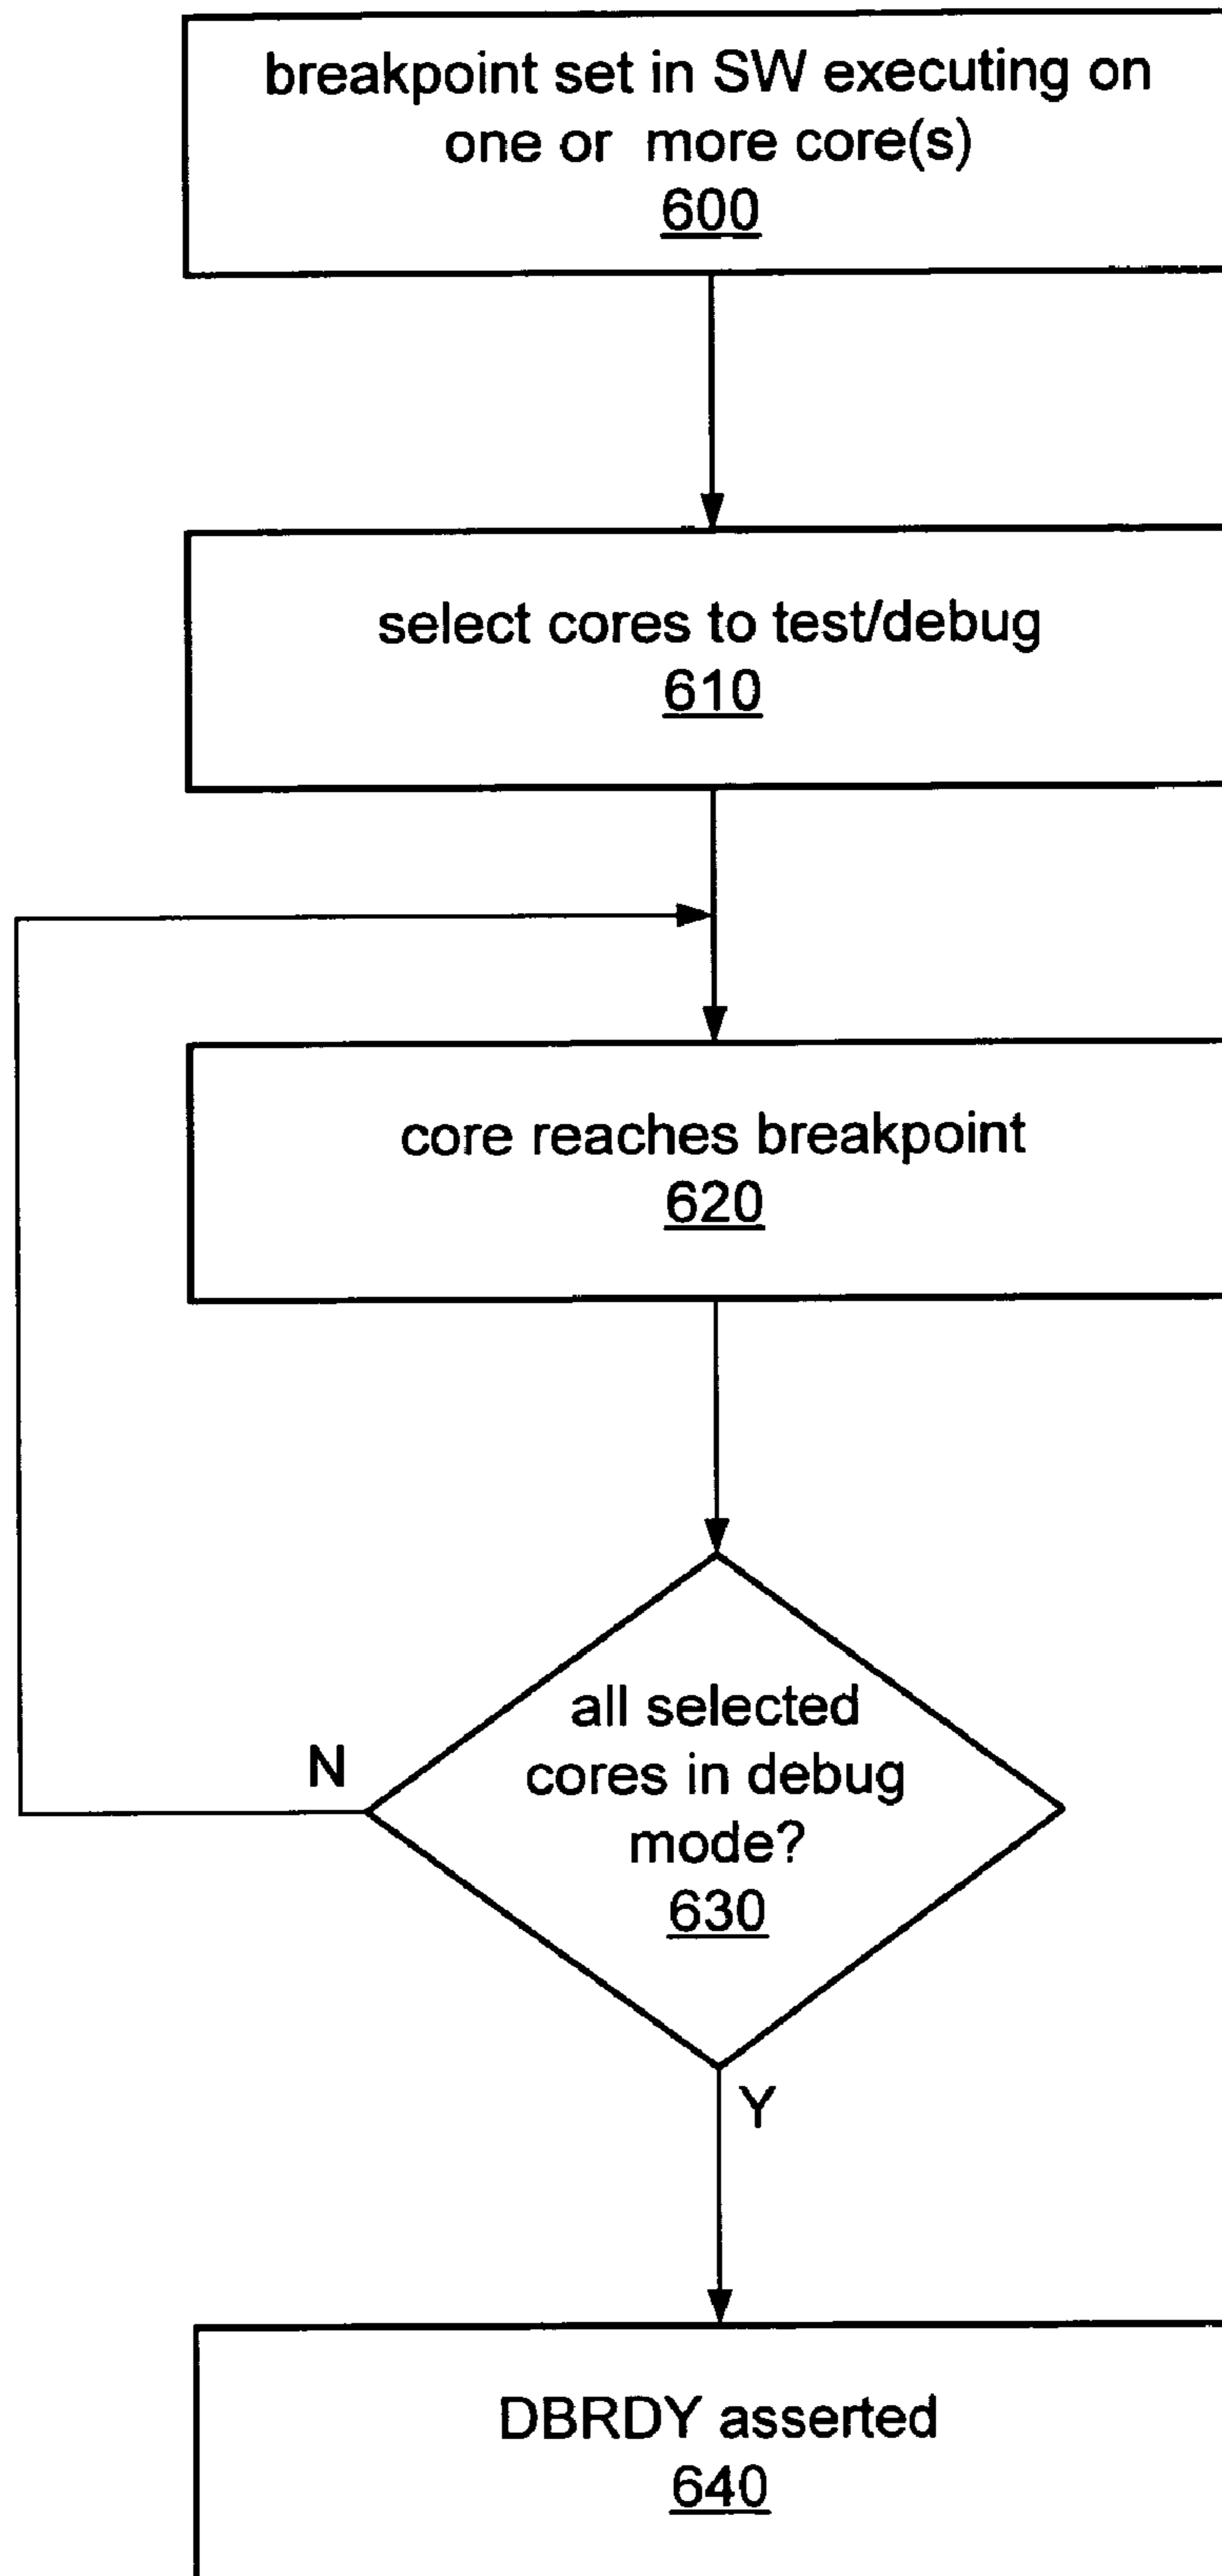 breakpoint set in SW executing on
one or more core(s)
600
select cores to test/debug
610
core reaches breakpoint
620
all selected
cores in debug
mode?
630
N
Y
DBRDY asserted
640